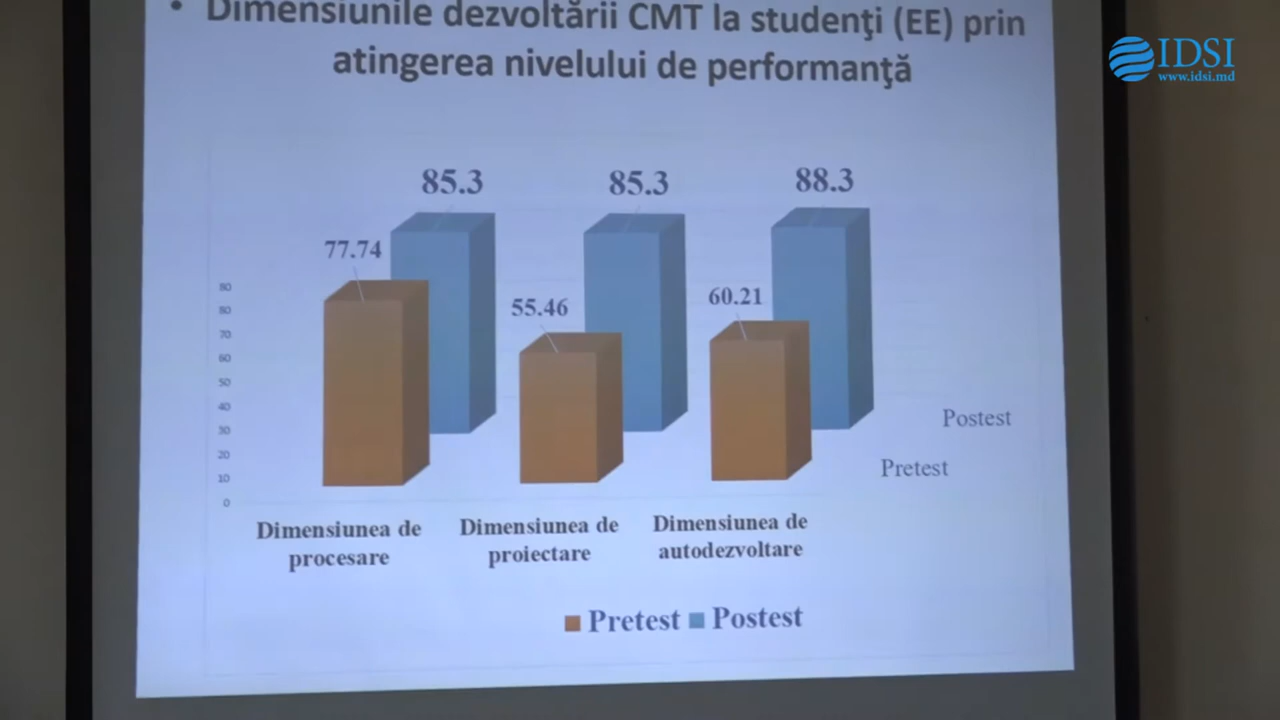 • Dimensiunile dezvoltării CMT la studenţi (EE) prin
atingerea nivelului de performanţă
IDSI
www.idsi.md
85.3
85.3
88.3
77.74
55.46
60.21
90
80
70
60
50
40
30
20
10
0
Postest
Pretest
Dimensiunea de
procesare
Dimensiunea de
proiectare
Dimensiunea de
autodezvoltare
Pretest Postest